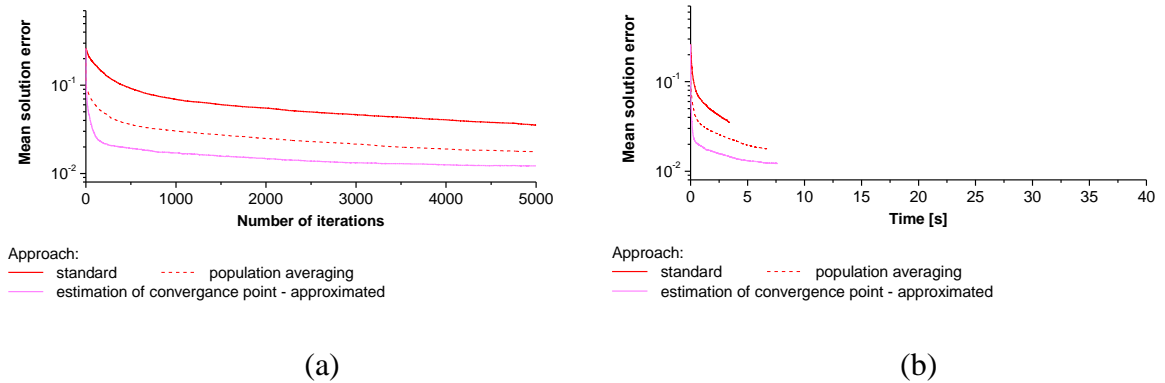 Mean solution error
10-1
10-2
0 1000 2000 3000 4000 5000
Number of iterations
Approach:
standard population averaging
estimation of convergance point - approximated
(a)
Mean solution error
10-1
10-2
0 5 10 15 20 25 30 35 40
Time [s]
Approach:
standard population averaging
estimation of convergence point - approximated
(b)